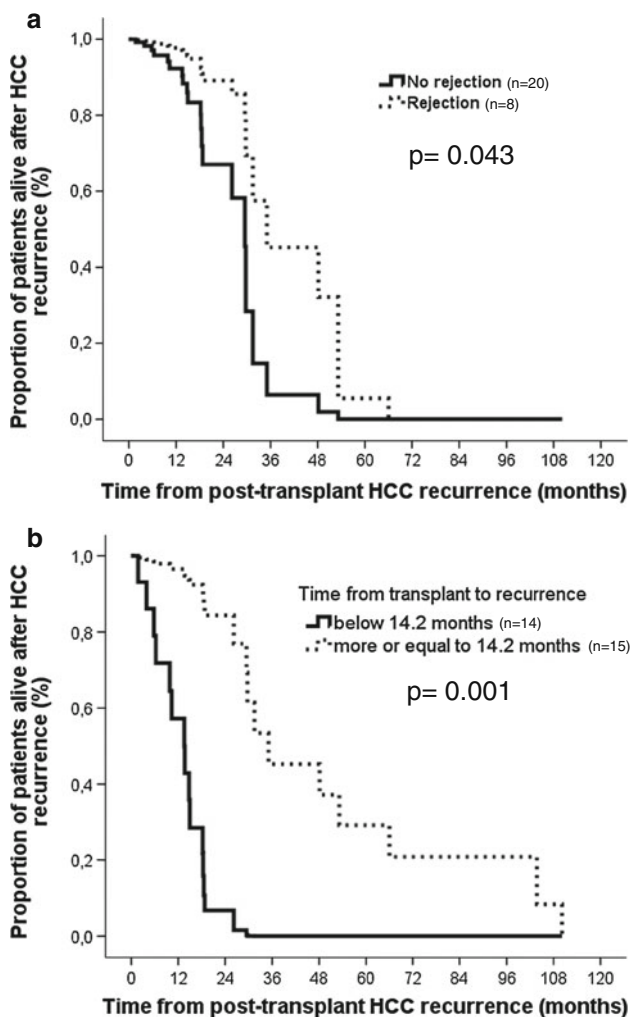 a
Proportion of patients alive after HCC
recurrence (%)
1,0
0,8
0,6
0,4
0,2
0,0
No rejection (n=20)
Rejection (n=8)
p= 0.043
0 12 24 36 48 60 72 84 96 108 120
Time from post-transplant HCC recurrence (months)
b
Proportion of patients alive after HCC
recurrence (%)
1,0
0,8
0,6
0,4
0,2
0,0
Time from transplant to recurrence
below 14.2 months (n=14)
more or equal to 14.2 months (n=15)
p= 0.001
0 12 24 36 48 60 72 84 96 108 120
Time from post-transplant HCC recurrence (months)